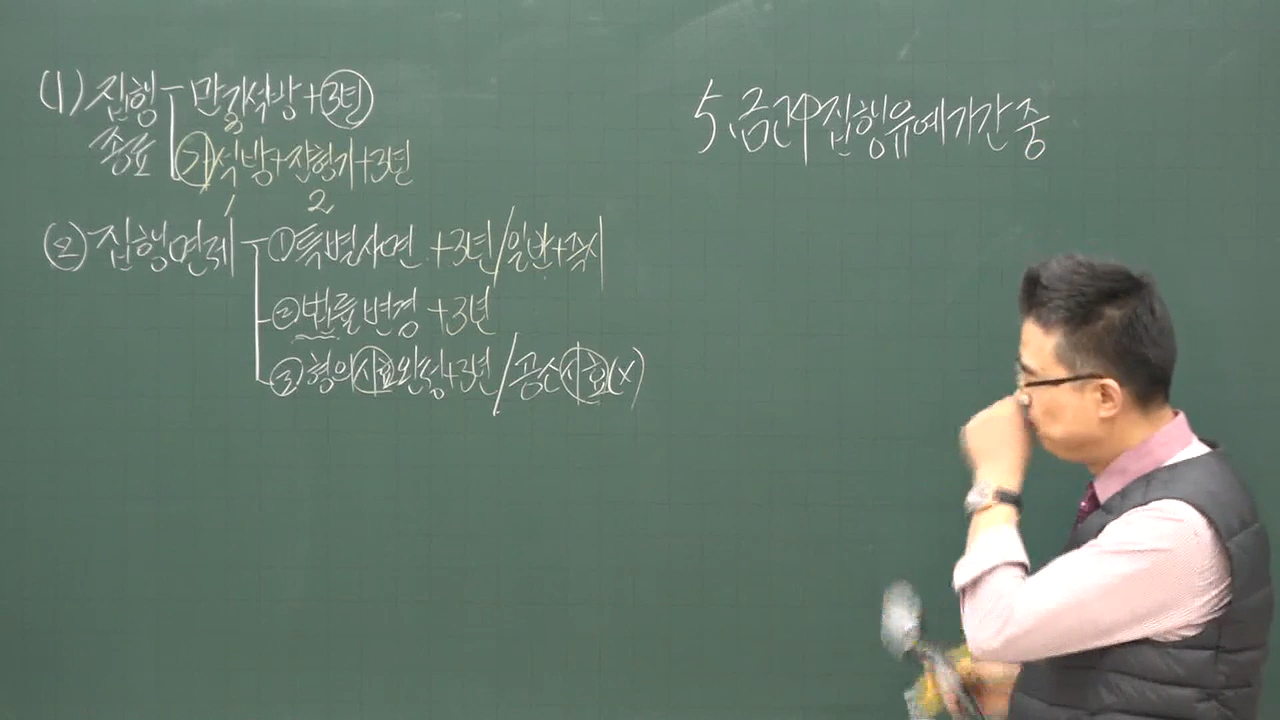 (1) 집행 만기석방+3년
종료 가석방+잔형기+3년
1 2
(2) 집행면제 ①특별사면 +3년/일반+즉시
②법률변경 +3년
③형의시효완성+3년/공소시효(x)
5. 금고↑집행유예기간 중